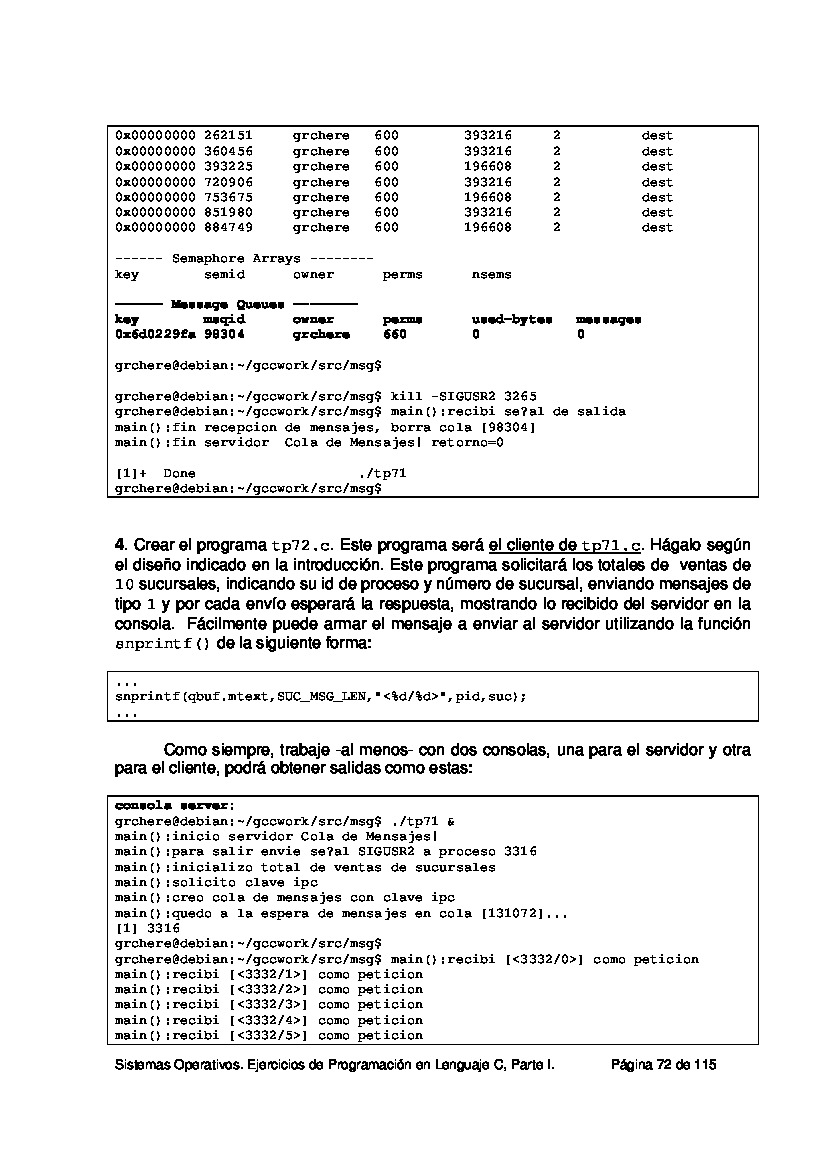 0x00000000 262151 grchere 600 393216 2 dest
0x00000000 360456 grchere 600 393216 2 dest
0x00000000 393225 grchere 600 196608 2 dest
0x00000000 720906 grchere 600 393216 2 dest
0x00000000 753675 grchere 600 196608 2 dest
0x00000000 851980 grchere 600 393216 2 dest
0x00000000 884749 grchere 600 196608 2 dest
------ Semaphore Arrays --------
key semid owner perms nsems
------ Message Queues --------
key msqid owner perms used-bytes messages
0x6d0229fa 98304 grchere 660 0 0
grchere@debian:~/gccwork/src/msg$
grchere@debian:~/gccwork/src/msg$ kill -SIGUSR2 3265
grchere@debian:~/gccwork/src/msg$ main():recibi se?al de salida
main():fin recepcion de mensajes, borra cola [98304]
main():fin servidor Cola de Mensajes! retorno=0
[1]+ Done ./tp71
grchere@debian:~/gccwork/src/msg$
4. Crear el programa tp72.c. Este programa será el cliente de tp71.c. Hágalo según
el diseño indicado en la introducción. Este programa solicitará los totales de ventas de
10 sucursales, indicando su id de proceso y número de sucursal, enviando mensajes de
tipo 1 y por cada envío esperará la respuesta, mostrando lo recibido del servidor en la
consola. Fácilmente puede armar el mensaje a enviar al servidor utilizando la función
snprintf() de la siguiente forma:
...
snprintf(qbuf.mtext,SUC_MSG_LEN,"<%d/%d>",pid,suc);
...
Como siempre, trabaje -al menos- con dos consolas, una para el servidor y otra
para el cliente, podrá obtener salidas como estas:
consola server:
grchere@debian:~/gccwork/src/msg$ ./tp71 &
main():inicio servidor Cola de Mensajes!
main():para salir envie se?al SIGUSR2 a proceso 3316
main():inicializo total de ventas de sucursales
main():solicito clave ipc
main():creo cola de mensajes con clave ipc
main():quedo a la espera de mensajes en cola [131072]...
[1] 3316
grchere@debian:~/gccwork/src/msg$
grchere@debian:~/gccwork/src/msg$ main():recibi [<3332/0>] como peticion
main():recibi [<3332/1>] como peticion
main():recibi [<3332/2>] como peticion
main():recibi [<3332/3>] como peticion
main():recibi [<3332/4>] como peticion
main():recibi [<3332/5>] como peticion
Sistemas Operativos. Ejercicios de Programación en Lenguaje C, Parte I. Página 72 de 115